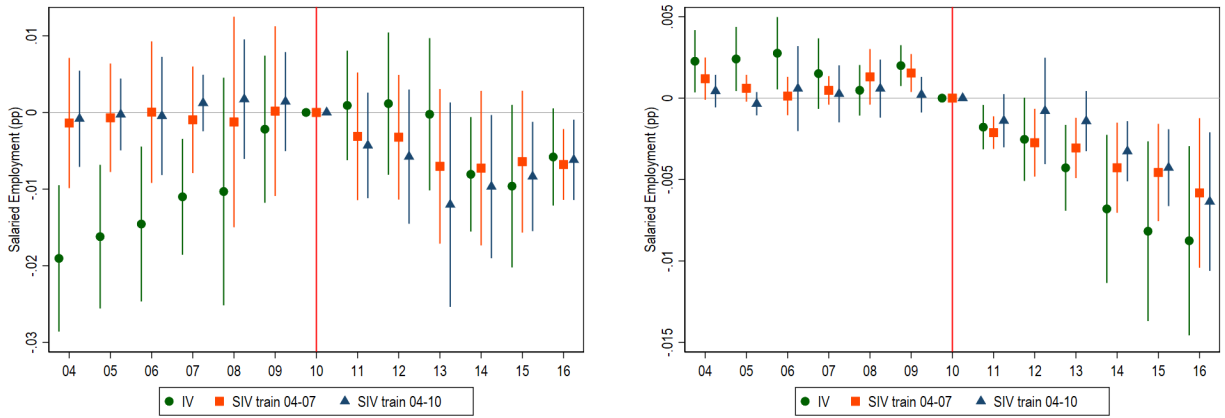 Salaried Employment (pp)
.01
0
-.01
-.02
-.03
04 05 06 07 08 09 10 11 12 13 14 15 16
IV SIV train 04-07 SIV train 04-10
Salaried Employment (pp)
.005
0
-.005
-.01
-.015
04 05 06 07 08 09 10 11 12 13 14 15 16
IV SIV train 04-07 SIV train 04-10